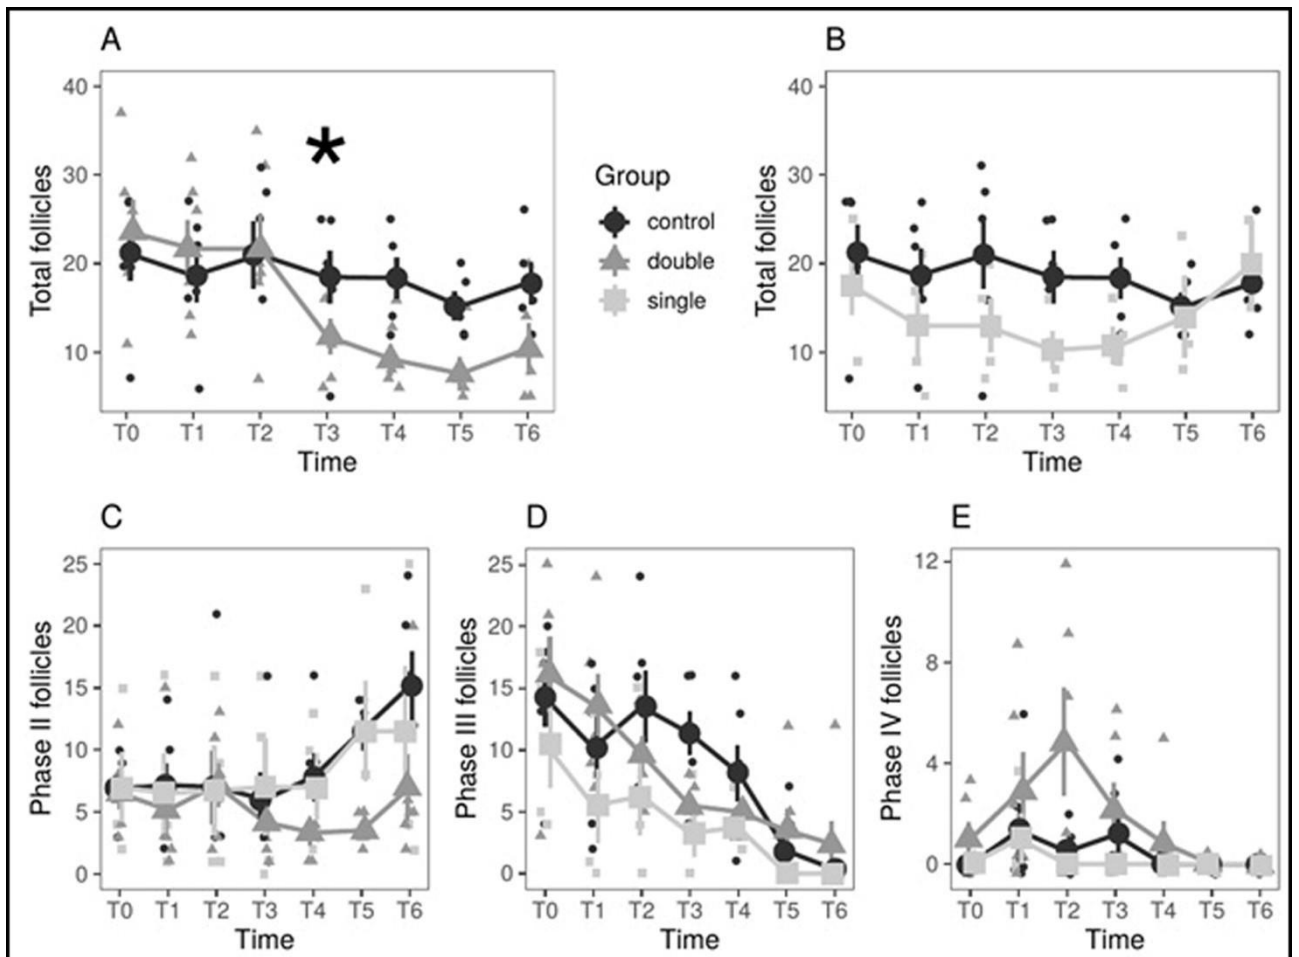 A
B
Total follicles
40
30
20
10
T0 T1 T2 T3 T4 T5 T6
Time
*
Group
control
double
single
Total follicles
40
30
20
10
T0 T1 T2 T3 T4 T5 T6
Time
C
D
E
Phase II follicles
25
20
15
10
5
0
T0 T1 T2 T3 T4 T5 T6
Time
Phase III follicles
25
20
15
10
5
0
T0 T1 T2 T3 T4 T5 T6
Time
Phase IV follicles
12
8
4
0
T0 T1 T2 T3 T4 T5 T6
Time